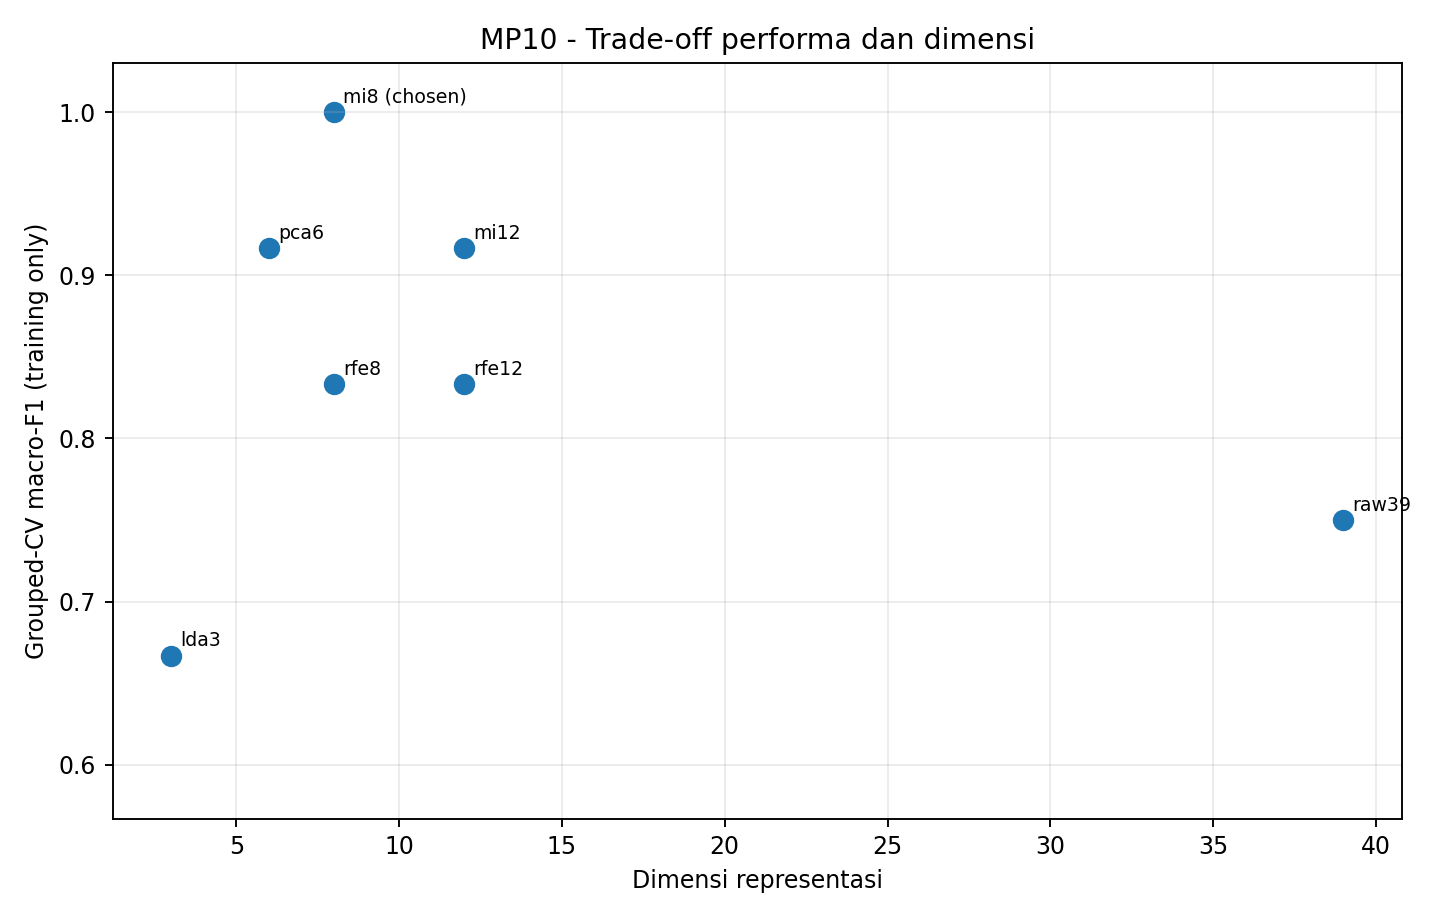 MP10 - Trade-off performa dan dimensi
Grouped-CV macro-F1 (training only)
1.0
0.9
0.8
0.7
0.6
mi8 (chosen)
pca6
mi12
rfe8
rfe12
raw39
lda3
5
10
15
20
25
30
35
40
Dimensi representasi